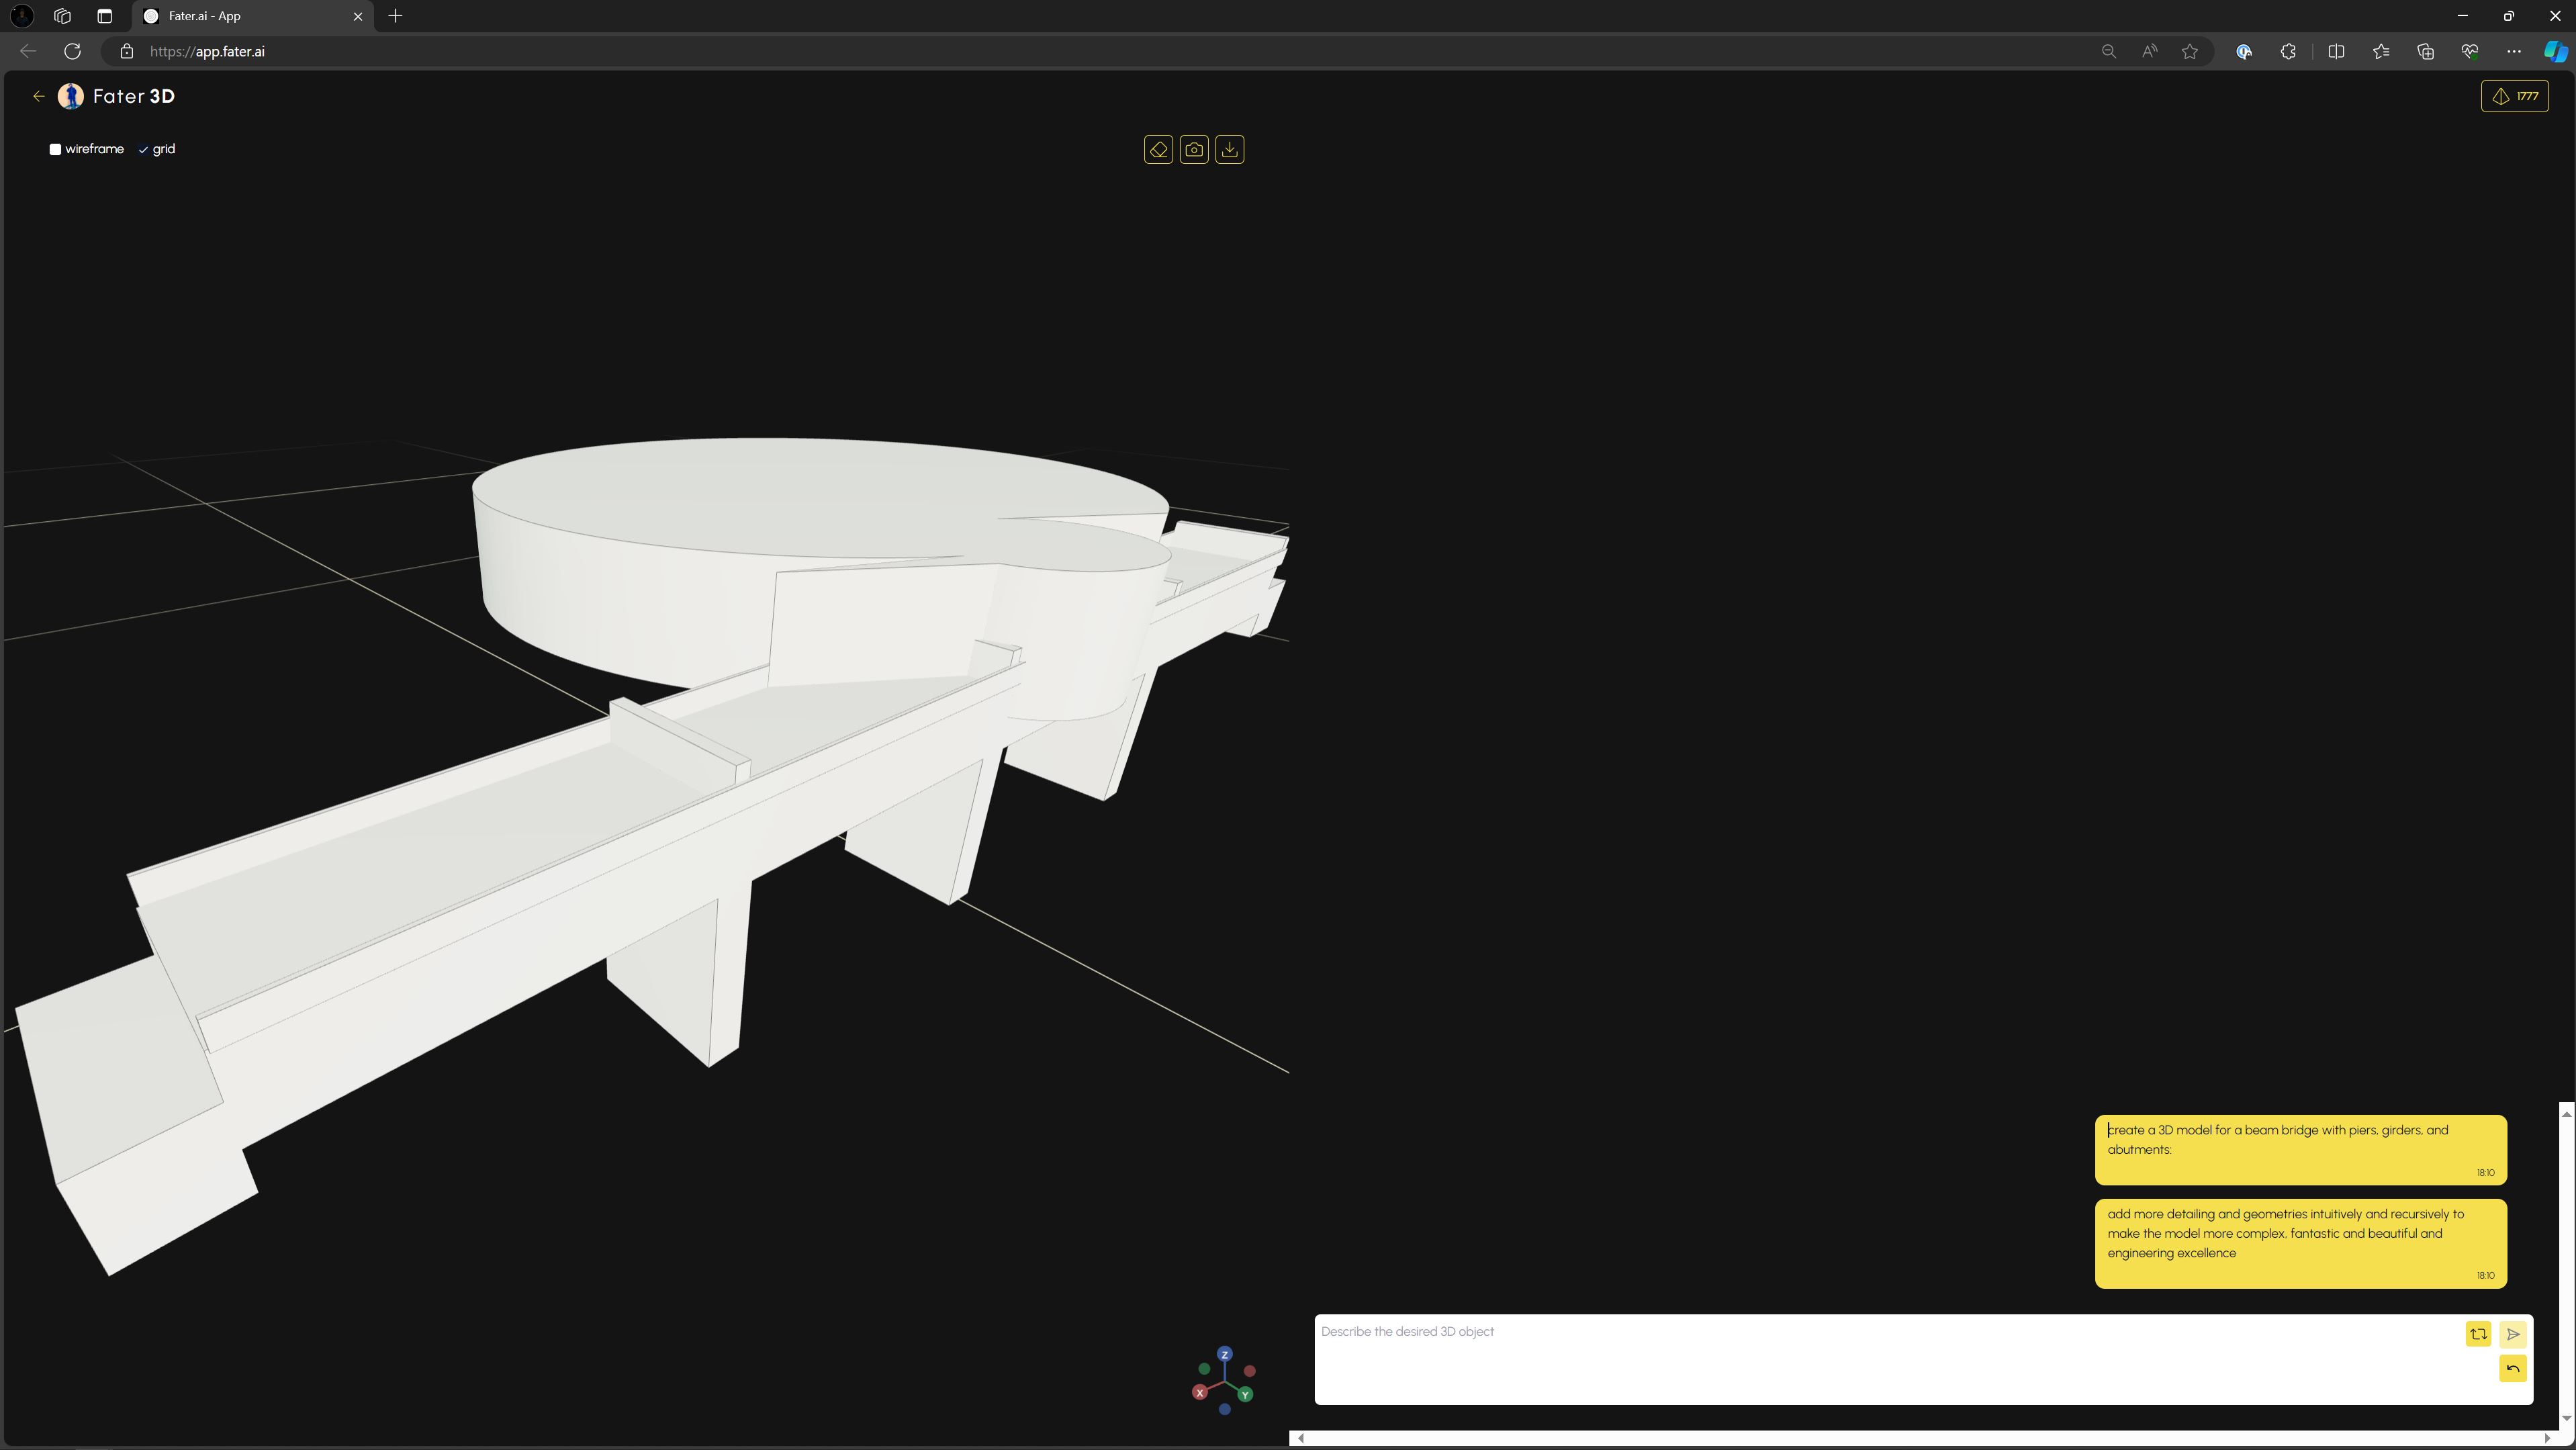 Fater.ai - App
https://app.fater.ai
Fater 3D
1777
wireframe
grid
create a 3D model for a beam bridge with piers, girders, and
abutments:
18:10
add more detailing and geometries intuitively and recursively to
make the model more complex, fantastic and beautiful and
engineering excellence
18:10
Describe the desired 3D object
Z
X
Y